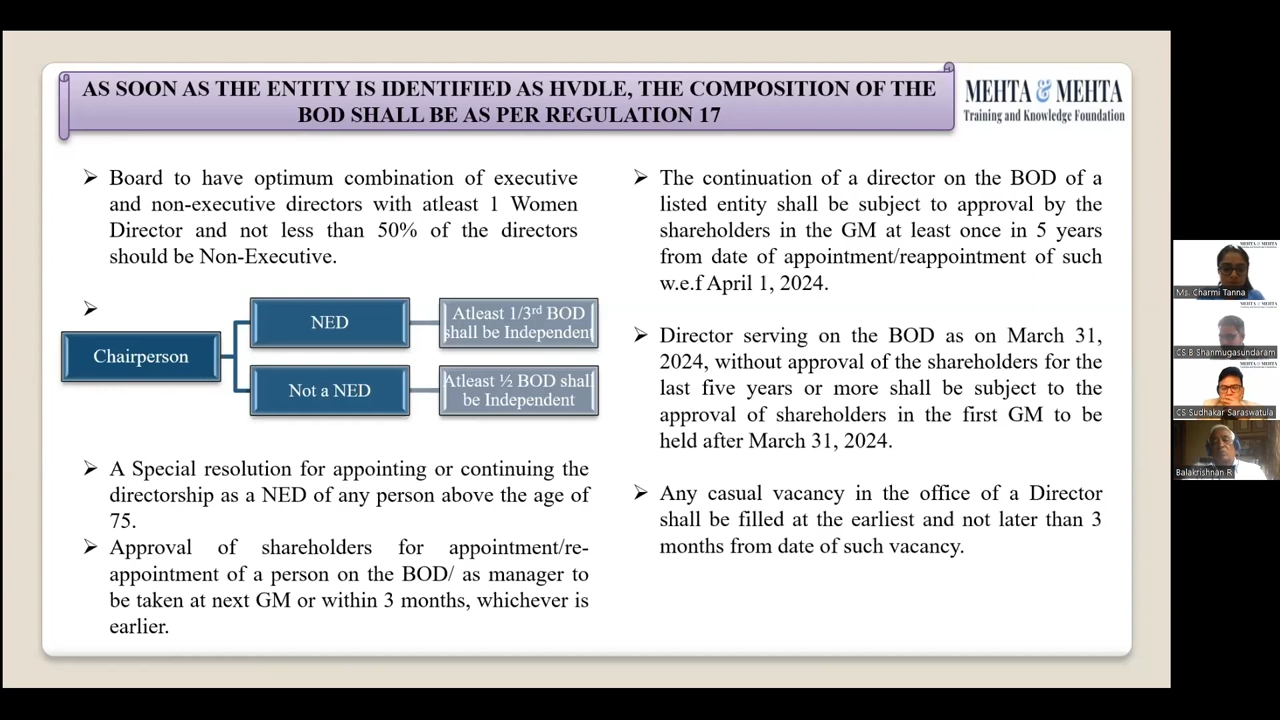 AS SOON AS THE ENTITY IS IDENTIFIED AS HVDLE, THE COMPOSITION OF THE
BOD SHALL BE AS PER REGULATION 17
MEHTA & MEHTA
Training and Knowledge Foundation
Board to have optimum combination of executive
and non-executive directors with atleast 1 Women
Director and not less than 50% of the directors
should be Non-Executive.
Chairperson
NED
Atleast 1/3rd BOD
shall be Independent
Not a NED
Atleast ½ BOD shall
be Independent
A Special resolution for appointing or continuing the
directorship as a NED of any person above the age of
75.
Approval of shareholders for appointment/re-
appointment of a person on the BOD/ as manager to
be taken at next GM or within 3 months, whichever is
earlier.
The continuation of a director on the BOD of a
listed entity shall be subject to approval by the
shareholders in the GM at least once in 5 years
from date of appointment/reappointment of such
w.e.f April 1, 2024.
Director serving on the BOD as on March 31,
2024, without approval of the shareholders for the
last five years or more shall be subject to the
approval of shareholders in the first GM to be
held after March 31, 2024.
Any casual vacancy in the office of a Director
shall be filled at the earliest and not later than 3
months from date of such vacancy.
MEHTA & MEHTA
Ms. Charmi Tanna
MEHTA & MEHTA
CS B Shanmugasundaram
MEHTA & MEHTA
CS Sudhakar Saraswatula
Balakrishnan R